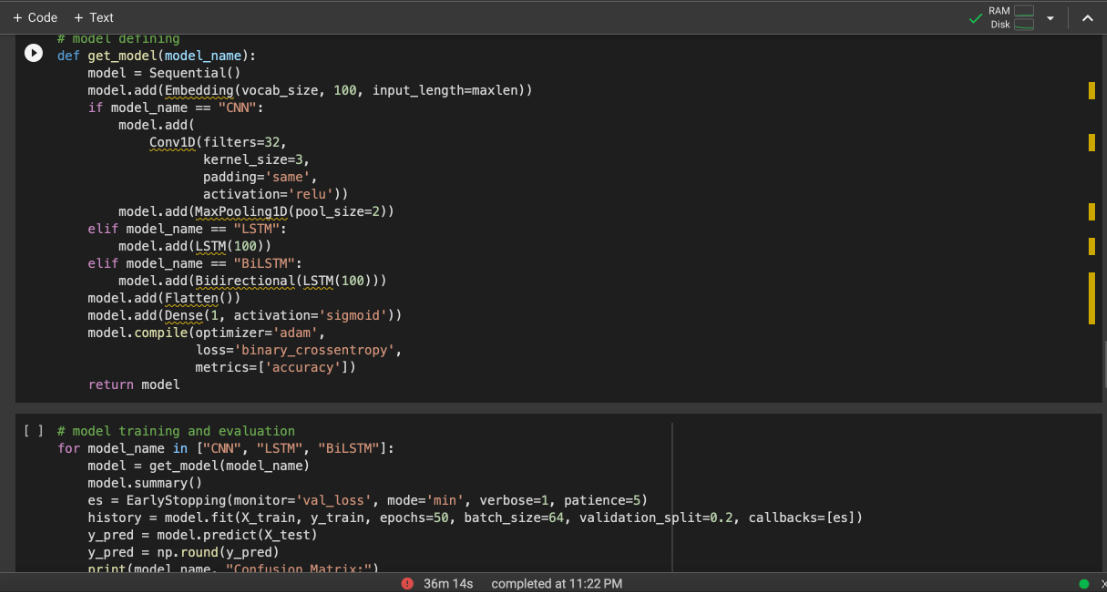 + Code + Text
RAM
Disk
# model defining
def get_model(model_name):
    model = Sequential()
    model.add(Embedding(vocab_size, 100, input_length=maxlen))
    if model_name == "CNN":
        model.add(
            Conv1D(filters=32,
                   kernel_size=3,
                   padding='same',
                   activation='relu'))
        model.add(MaxPooling1D(pool_size=2))
    elif model_name == "LSTM":
        model.add(LSTM(100))
    elif model_name == "BiLSTM":
        model.add(Bidirectional(LSTM(100)))
    model.add(Flatten())
    model.add(Dense(1, activation='sigmoid'))
    model.compile(optimizer='adam',
                  loss='binary_crossentropy',
                  metrics=['accuracy'])
    return model
[ ] # model training and evaluation
for model_name in ["CNN", "LSTM", "BiLSTM"]:
    model = get_model(model_name)
    model.summary()
    es = EarlyStopping(monitor='val_loss', mode='min', verbose=1, patience=5)
    history = model.fit(X_train, y_train, epochs=50, batch_size=64, validation_split=0.2, callbacks=[es])
    y_pred = model.predict(X_test)
    y_pred = np.round(y_pred)
    print(model_name, "Confusion Matrix:")
36m 14s completed at 11:22 PM